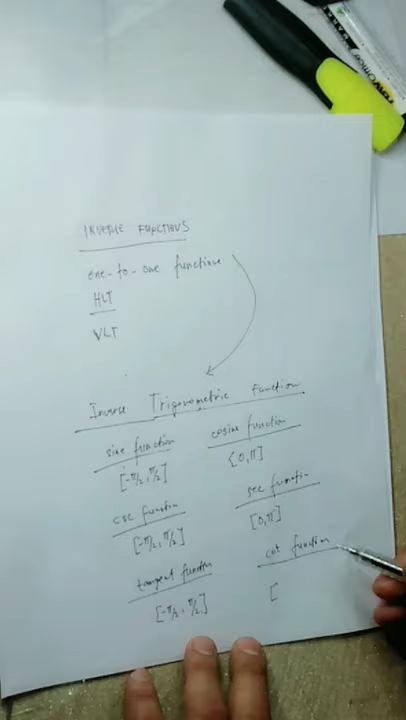 INVERSE FUNCTIONS
one-to-one functions
HLT
VLT
Inverse Trigonometric Function
sine function
[-π/2, π/2]
cosine function
[0, π]
csc function
[-π/2, π/2]
sec function
[0, π]
tangent function
[-π/2, π/2]
cot function
[